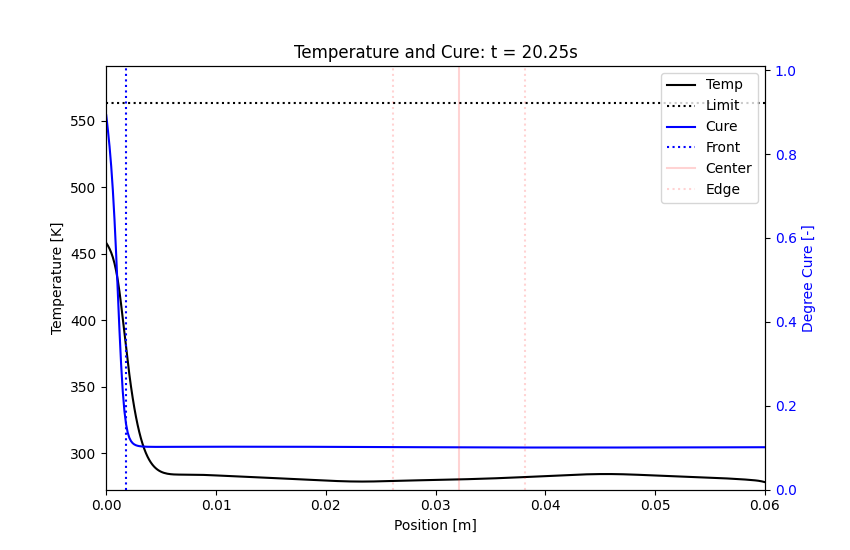 Temperature and Cure: t = 20.25s
Temp
Limit
Cure
Front
Center
Edge
Temperature [K]
550
500
450
400
350
300
Degree Cure [-]
1.0
0.8
0.6
0.4
0.2
0.0
0.00 0.01 0.02 0.03 0.04 0.05 0.06
Position [m]